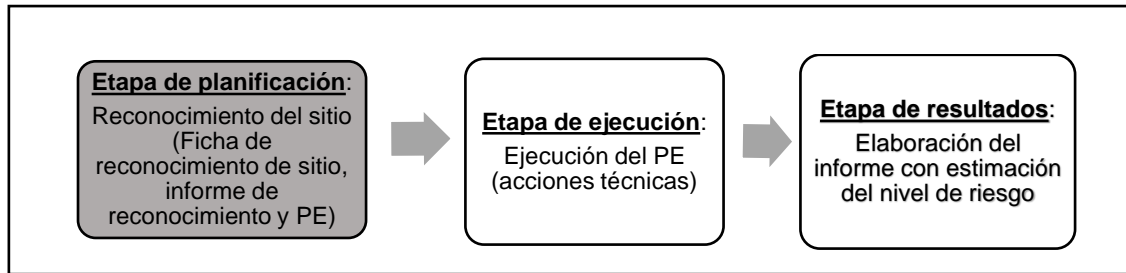 Etapa de planificación:
Reconocimiento del sitio
(Ficha de
reconocimiento de sitio,
informe de
reconocimiento y PE)
Etapa de ejecución:
Ejecución del PE
(acciones técnicas)
Etapa de resultados:
Elaboración del
informe con estimación
del nivel de riesgo